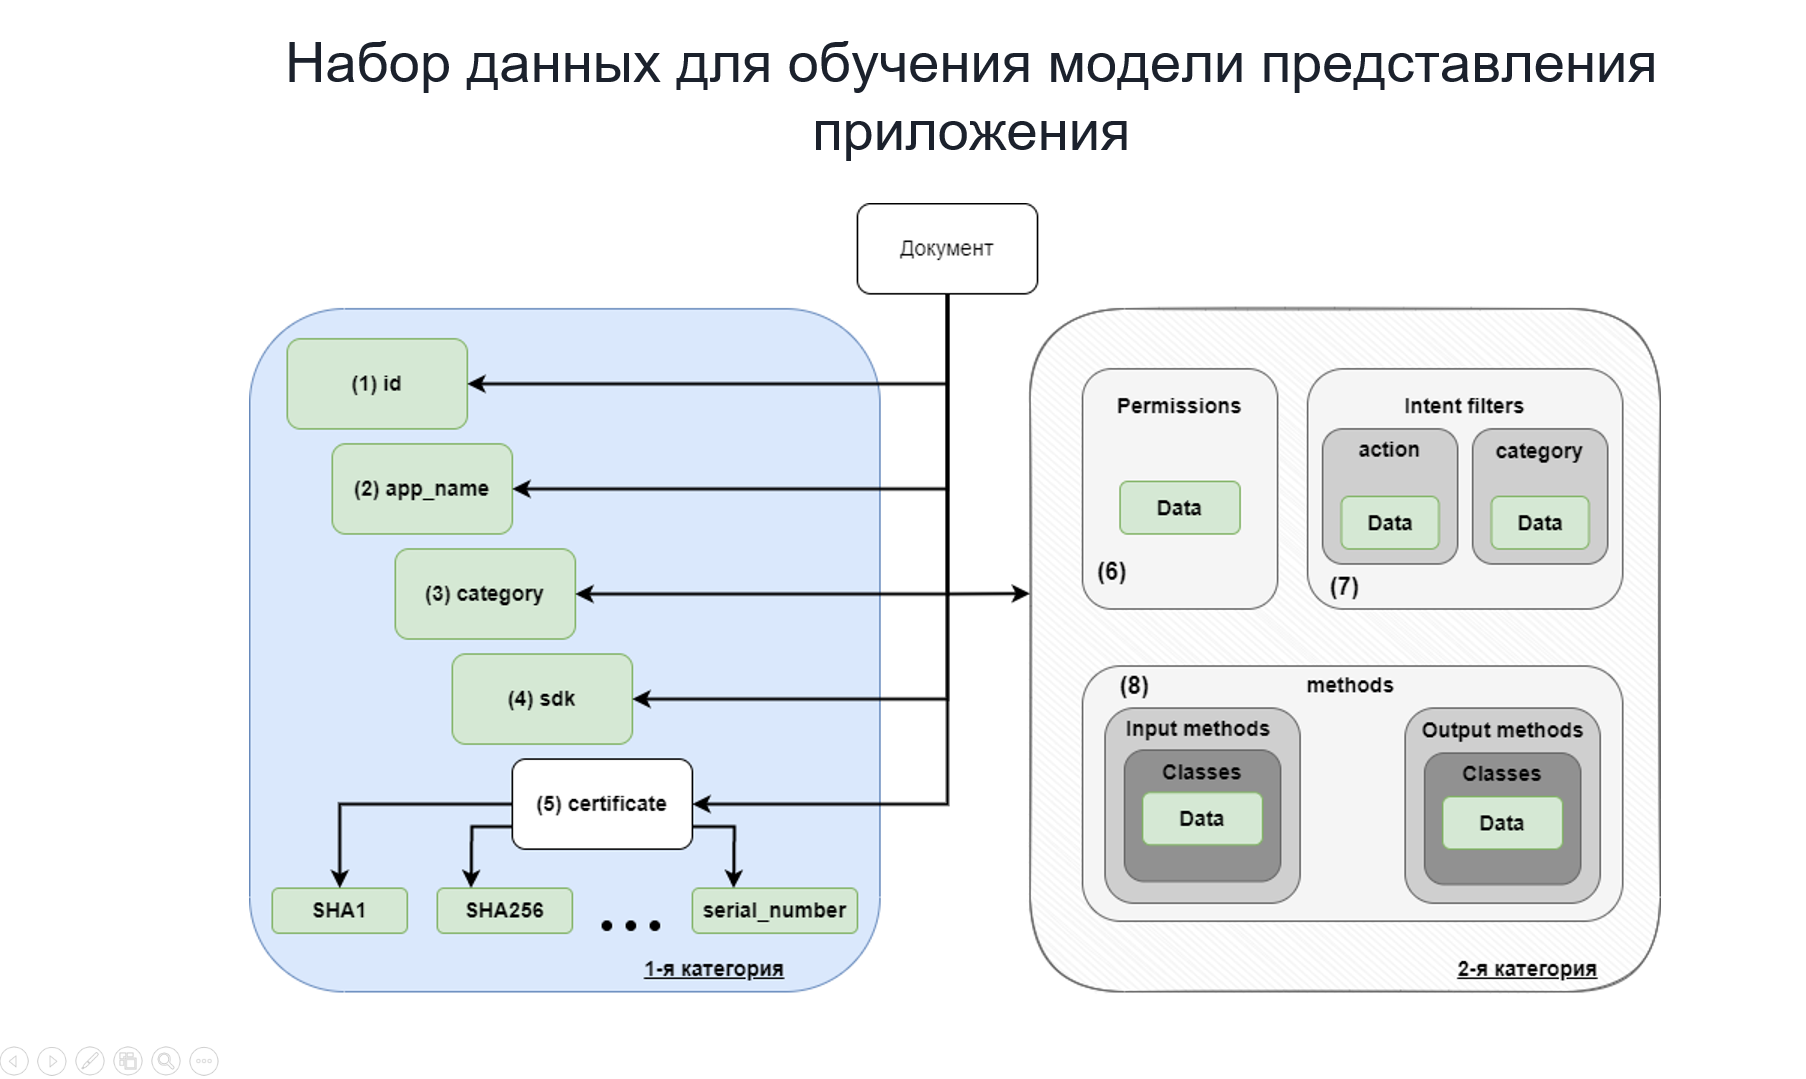 Набор данных для обучения модели представления
приложения
Документ
(1) id
(2) app_name
(3) category
(4) sdk
(5) certificate
SHA1
SHA256
serial_number
1-я категория
Permissions
Data
(6)
Intent filters
action
Data
category
Data
(7)
(8)
methods
Input methods
Classes
Data
Output methods
Classes
Data
2-я категория